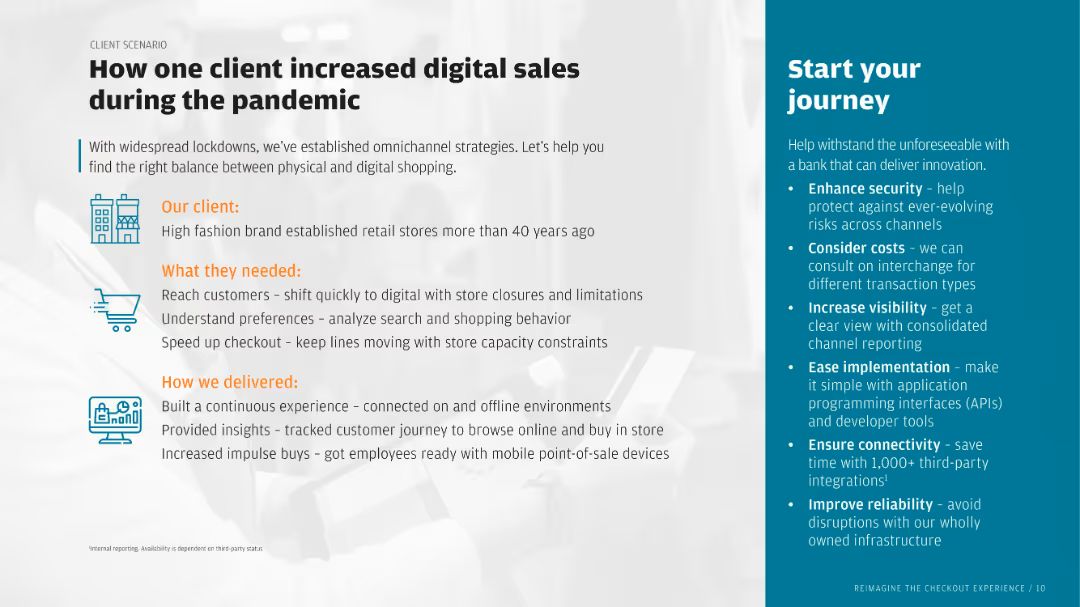 CLIENT SCENARIO
How one client increased digital sales
during the pandemic
With widespread lockdowns, we've established omnichannel strategies. Let's help you
find the right balance between physical and digital shopping.
Our client:
High fashion brand established retail stores more than 40 years ago
What they needed:
Reach customers – shift quickly to digital with store closures and limitations
Understand preferences – analyze search and shopping behavior
Speed up checkout – keep lines moving with store capacity constraints
How we delivered:
Built a continuous experience – connected on and offline environments
Provided insights – tracked customer journey to browse online and buy in store
Increased impulse buys – got employees ready with mobile point-of-sale devices
¹Internal reporting. Availability is dependent on third-party status
Start your
journey
Help withstand the unforeseeable with
a bank that can deliver innovation.
• Enhance security – help
protect against ever-evolving
risks across channels
• Consider costs – we can
consult on interchange for
different transaction types
• Increase visibility – get a
clear view with consolidated
channel reporting
• Ease implementation – make
it simple with application
programming interfaces (APIs)
and developer tools
• Ensure connectivity – save
time with 1,000+ third-party
integrations¹
• Improve reliability – avoid
disruptions with our wholly
owned infrastructure
REIMAGINE THE CHECKOUT EXPERIENCE / 10